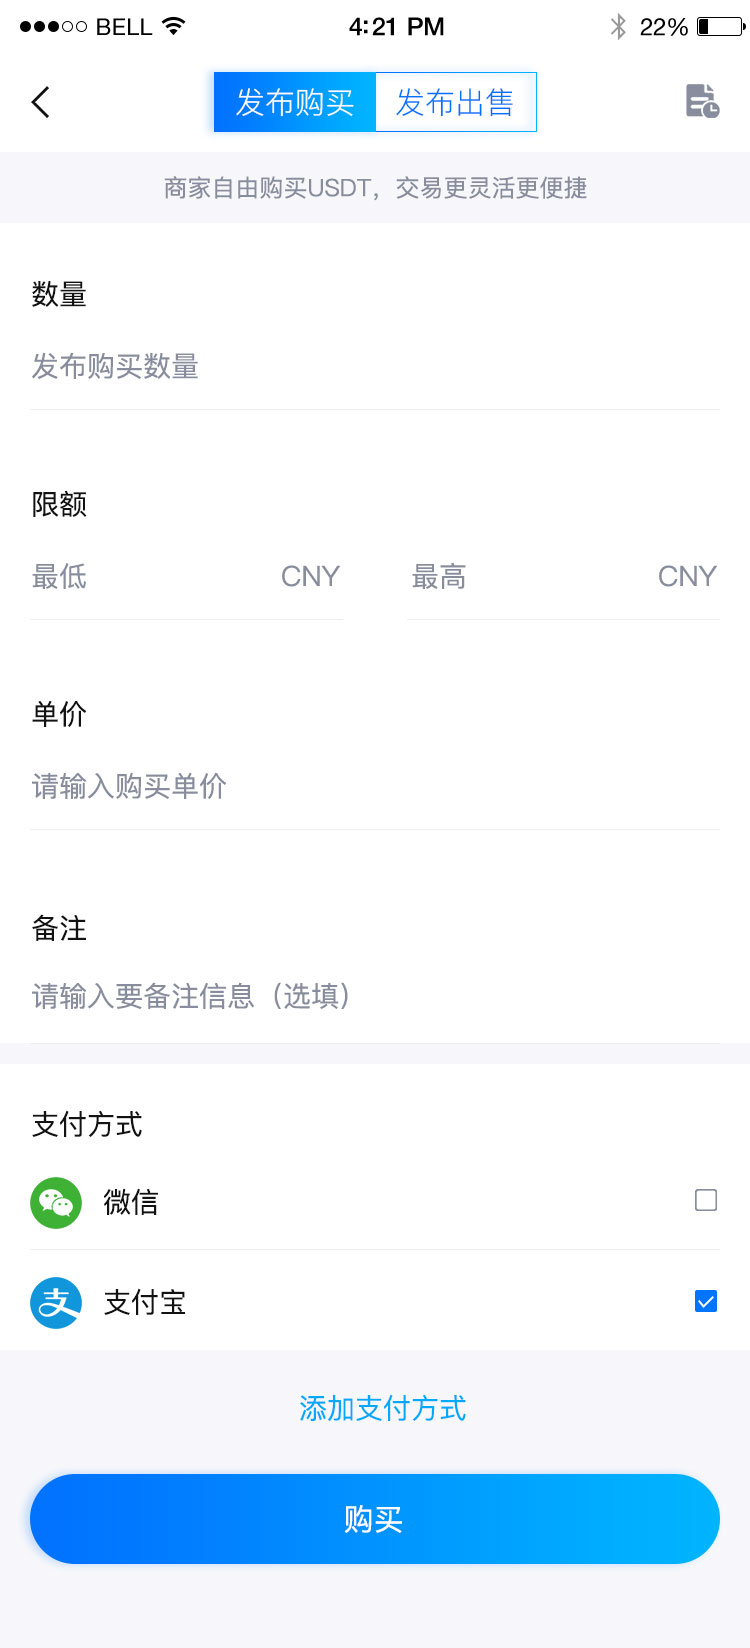 BELL 4:21 PM 22%
发布购买 发布出售
商家自由购买USDT，交易更灵活更便捷
数量
发布购买数量
限额
最低 CNY 最高 CNY
单价
请输入购买单价
备注
请输入要备注信息（选填）
支付方式
微信
支付宝
添加支付方式
购买